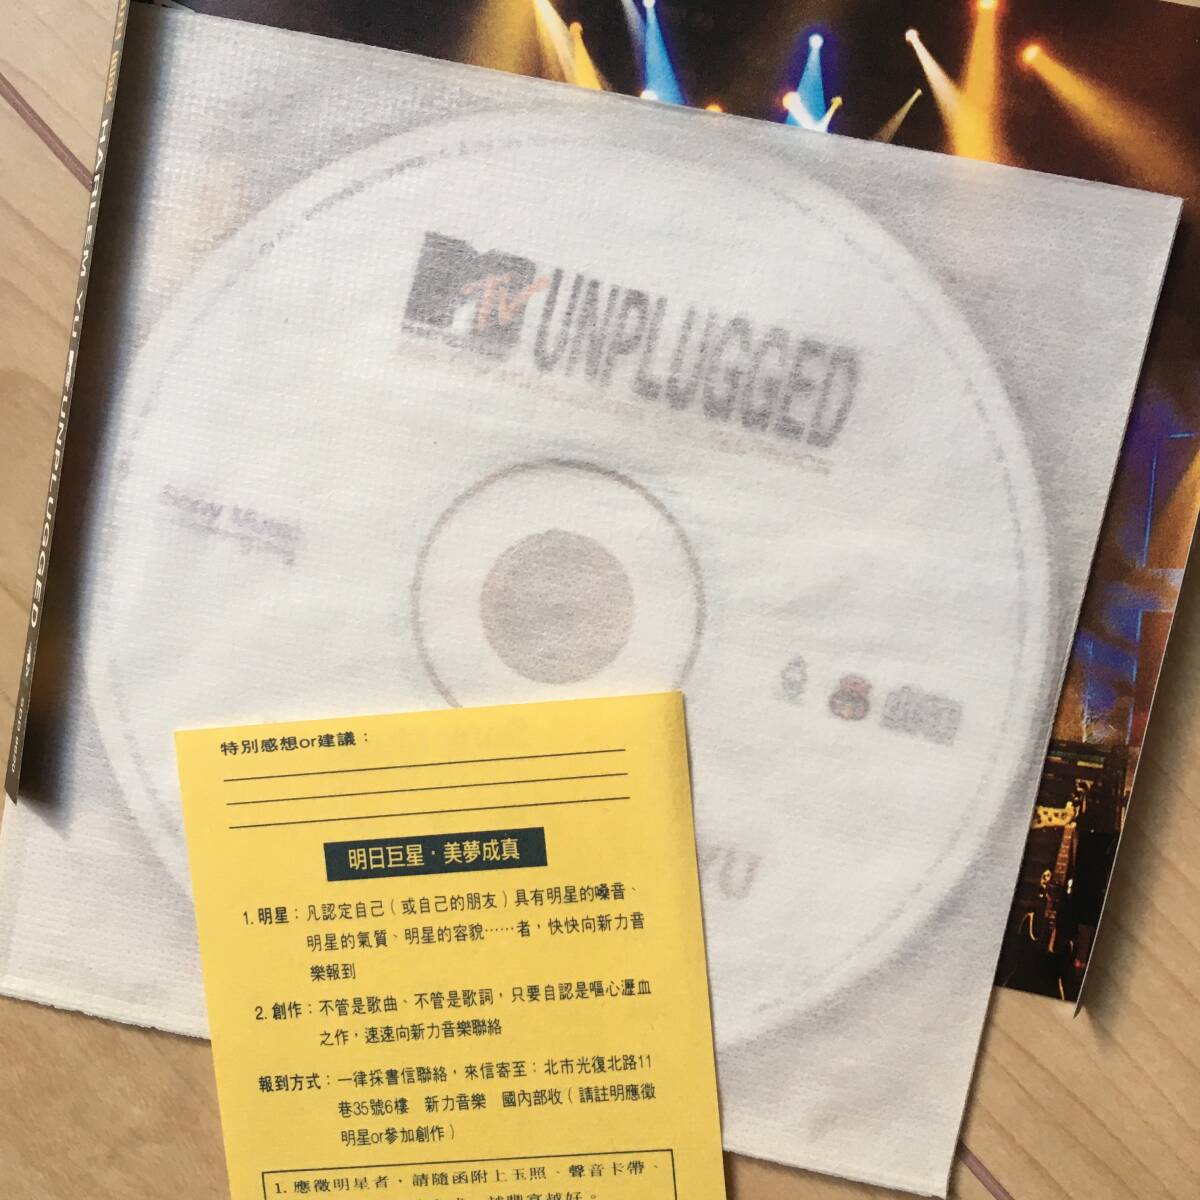 HARLEM YU UNPLUGGED
MTV UNPLUGGED
Sony Music
YU
特別感想or建議：
明日巨星·美夢成真
1. 明星：凡認定自己（或自己的朋友）具有明星的嗓音、
明星的氣質、明星的容貌……者，快快向新力音
樂報到
2. 創作：不管是歌曲、不管是歌詞，只要自認是嘔心瀝血
之作，速速向新力音樂聯絡
報到方式：一律採書信聯絡，來信寄至：北市光復北路11
巷35號6樓 新力音樂 國內部收（請註明應徵
明星or參加創作）
1. 應徵明星者，請隨函附上玉照、聲音卡帶、
越豐富越好。